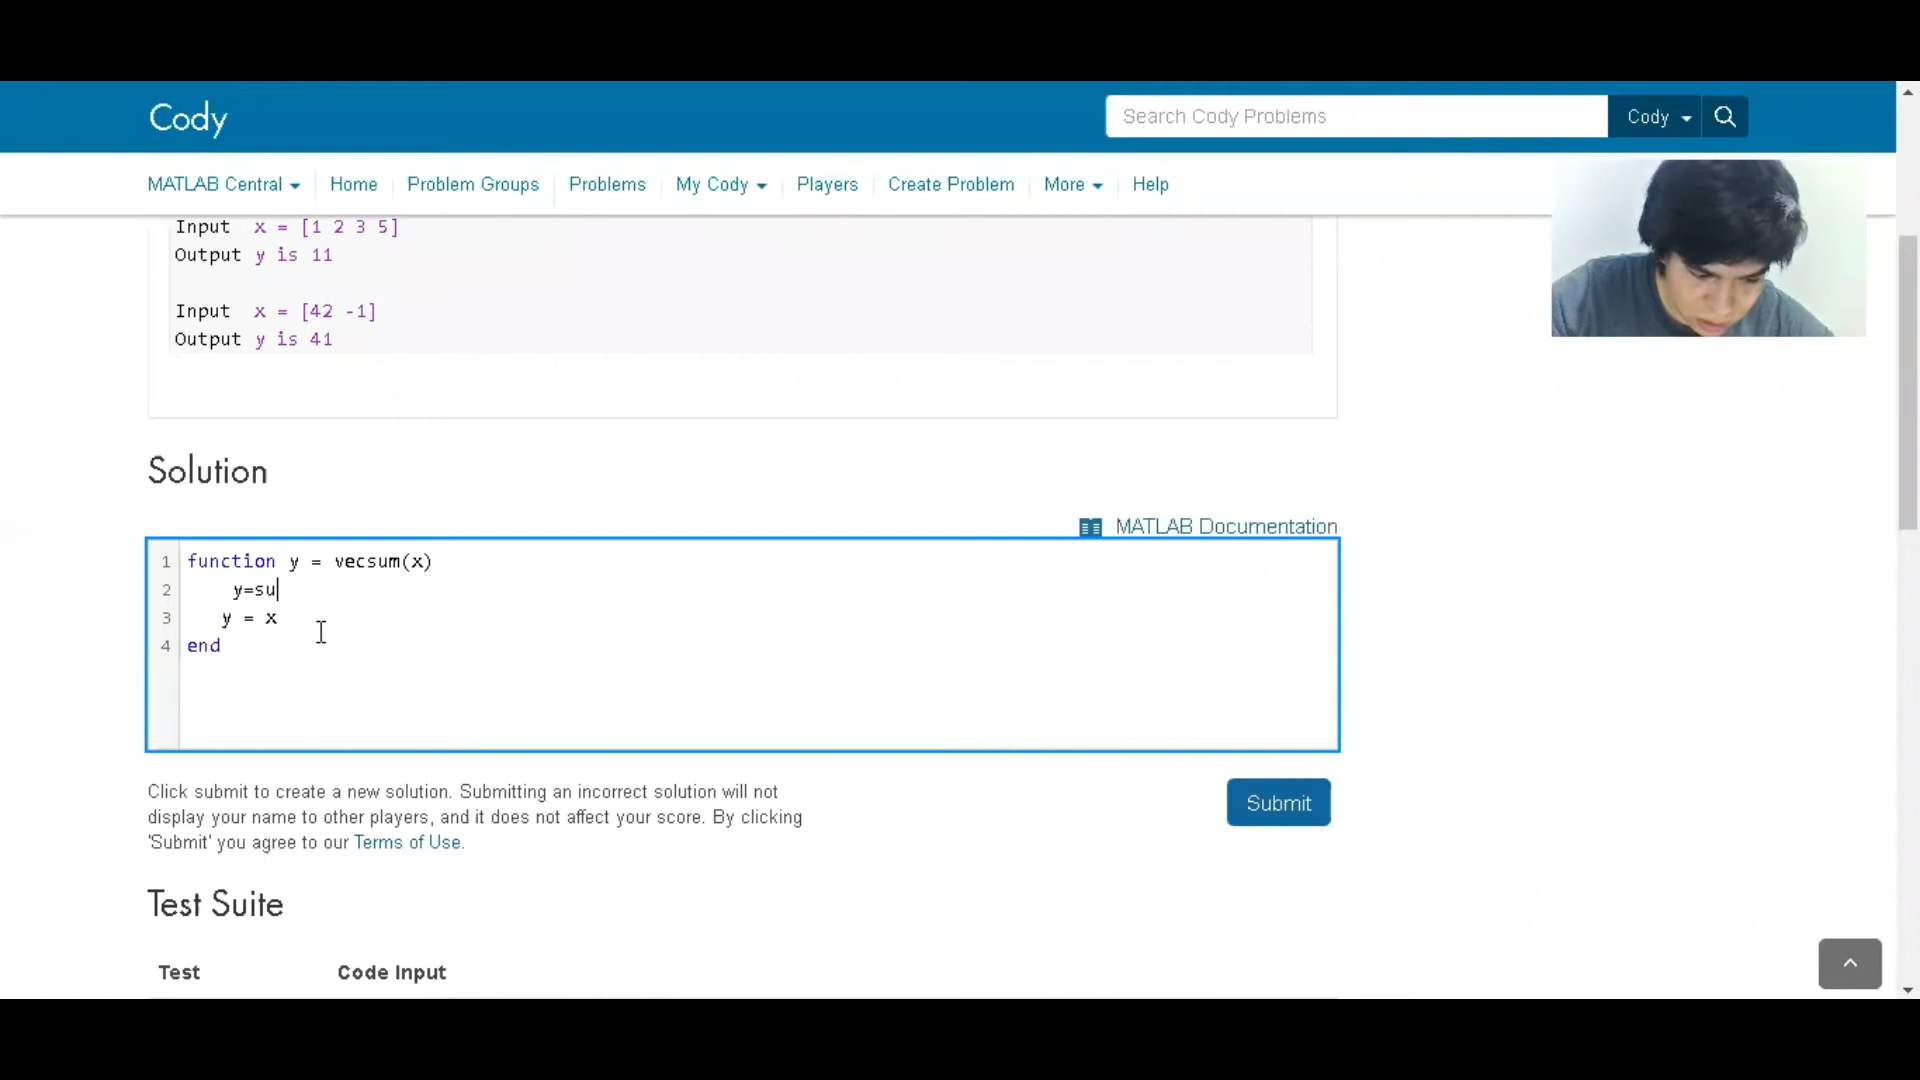 Cody
Search Cody Problems
Cody
MATLAB Central
Home
Problem Groups
Problems
My Cody
Players
Create Problem
More
Help
Input x = [1 2 3 5]
Output y is 11
Input x = [42 -1]
Output y is 41
Solution
MATLAB Documentation
1 function y = vecsum(x)
2 y=su
3 y = x
4 end
Click submit to create a new solution. Submitting an incorrect solution will not
display your name to other players, and it does not affect your score. By clicking
'Submit' you agree to our Terms of Use.
Submit
Test Suite
Test Code Input